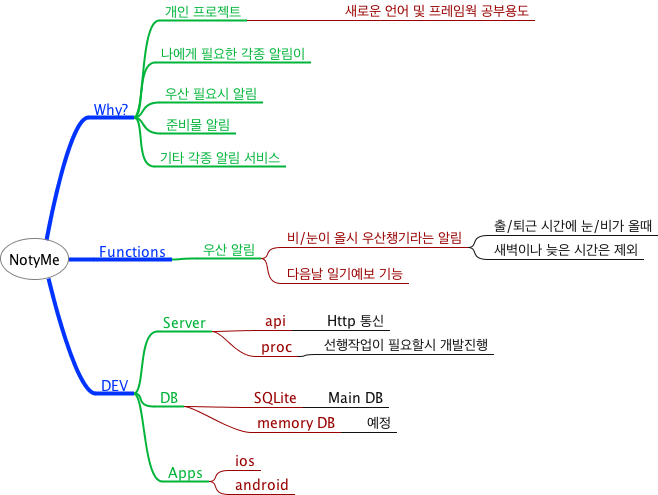 NotyMe
Why?
개인 프로젝트
새로운 언어 및 프레임웍 공부용도
나에게 필요한 각종 알림이
우산 필요시 알림
준비물 알림
기타 각종 알림 서비스
Functions
우산 알림
비/눈이 올시 우산챙기라는 알림
출/퇴근 시간에 눈/비가 올때
새벽이나 늦은 시간은 제외
다음날 일기예보 기능
DEV
Server
api
Http 통신
proc
선행작업이 필요할시 개발진행
DB
SQLite
Main DB
memory DB
예정
Apps
ios
android